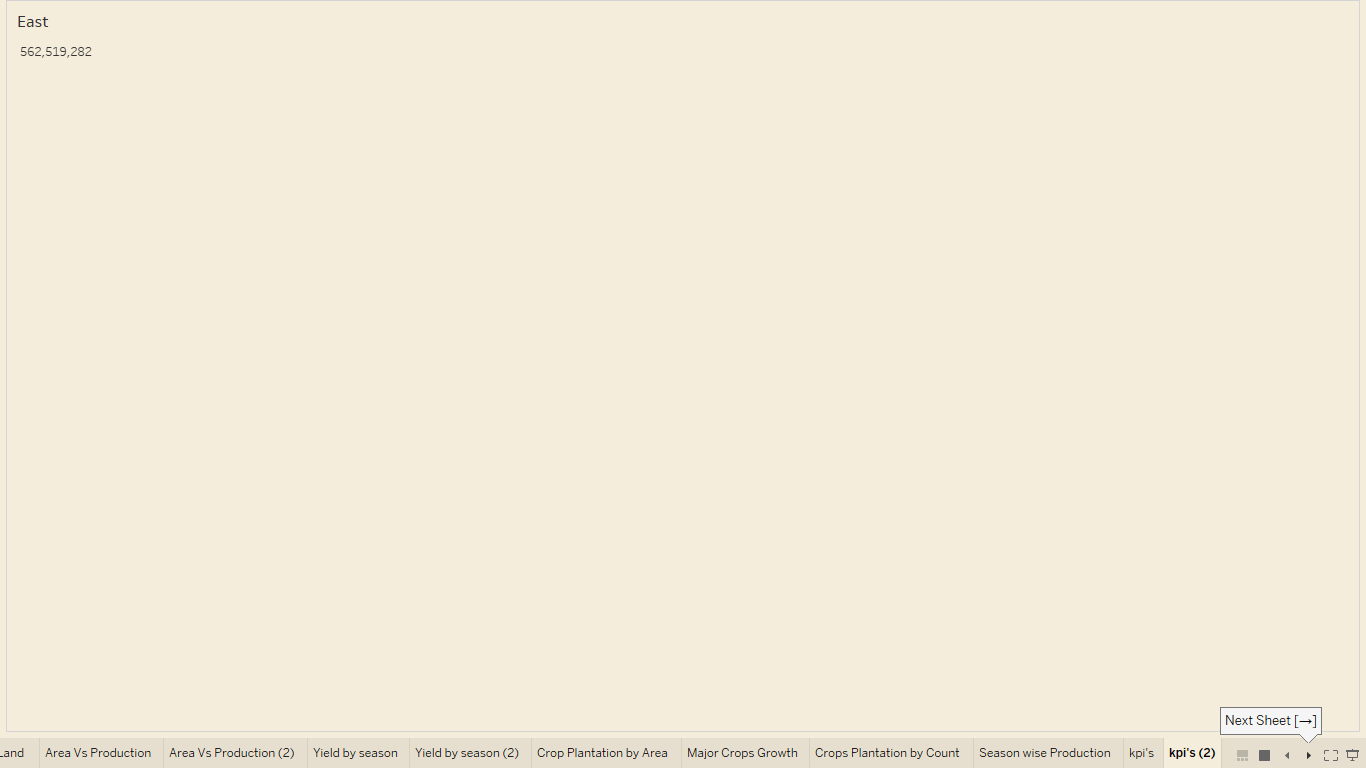 East
562,519,282
Next Sheet [→]
Land
Area Vs Production
Area Vs Production (2)
Yield by season
Yield by season (2)
Crop Plantation by Area
Major Crops Growth
Crops Plantation by Count
Season wise Production
kpi's
kpi's (2)